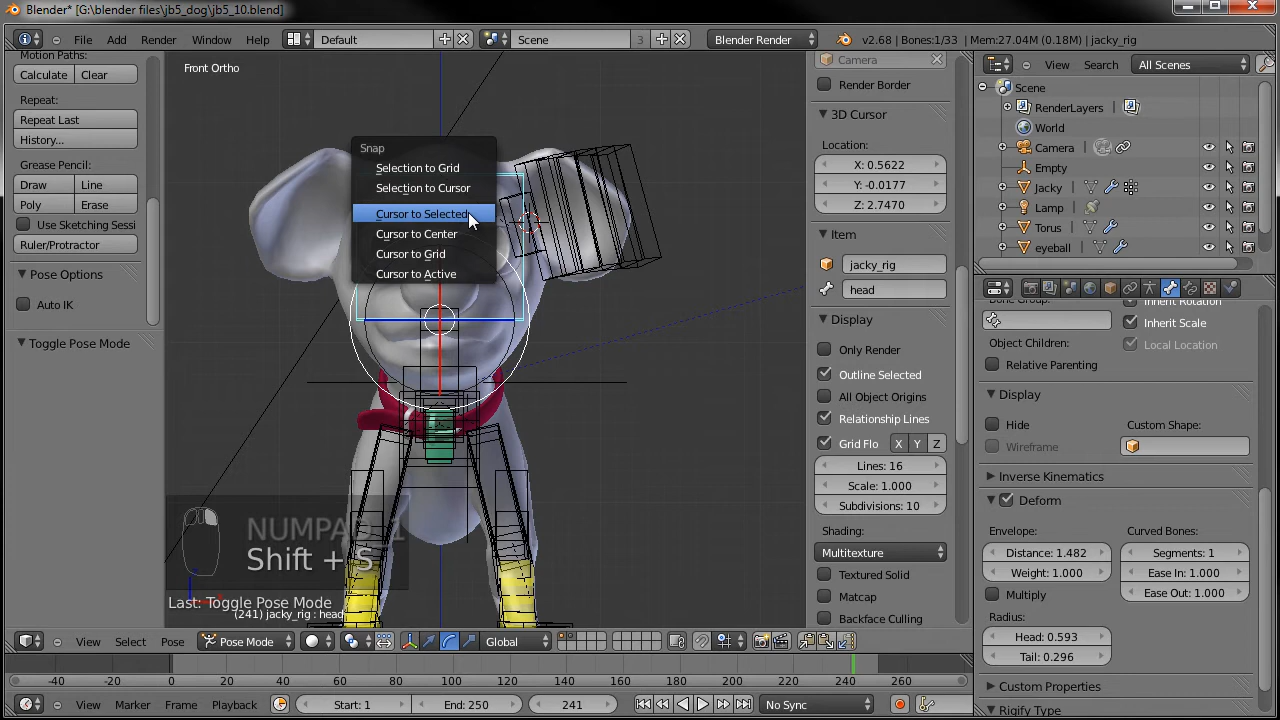 Blender* [G:\blender files\jb5_dog\jb5_10.blend]
File Add Render Window Help
Default
Scene 3
Blender Render
v2.68 | Bones:1/33 | Mem:27.04M (0.18M) | jacky_rig
Motion Paths:
Calculate Clear
Repeat:
Repeat Last
History...
Grease Pencil:
Draw Line
Poly Erase
Use Sketching Sessi
Ruler/Protractor
Pose Options
Auto IK
Toggle Pose Mode
Front Ortho
Snap
Selection to Grid
Selection to Cursor
Cursor to Selected
Cursor to Center
Cursor to Grid
Cursor to Active
Shift + S
Last: Toggle Pose Mode
(241) jacky_rig : head
Camera
Render Border
3D Cursor
Location:
X: 0.5622
Y: -0.0177
Z: 2.7470
Item
jacky_rig
head
Display
Only Render
Outline Selected
All Object Origins
Relationship Lines
Grid Flo X Y Z
Lines: 16
Scale: 1.000
Subdivisions: 10
Shading:
Multitexture
Textured Solid
Matcap
Backface Culling
View Search All Scenes
Scene
RenderLayers
World
Camera
Empty
Jacky
Lamp
Torus
eyeball
Object Children:
Relative Parenting
Inherit Rotation
Inherit Scale
Local Location
Display
Hide
Wireframe
Custom Shape:
Inverse Kinematics
Deform
Envelope:
Distance: 1.482
Weight: 1.000
Multiply
Radius:
Head: 0.593
Tail: 0.296
Curved Bones:
Segments: 1
Ease In: 1.000
Ease Out: 1.000
Custom Properties
Rigify Type
View Select Pose Pose Mode Global
-40 -20 0 20 40 60 80 100 120 140 160 180 200 220 240 260
View Marker Frame Playback Start: 1 End: 250 241 No Sync